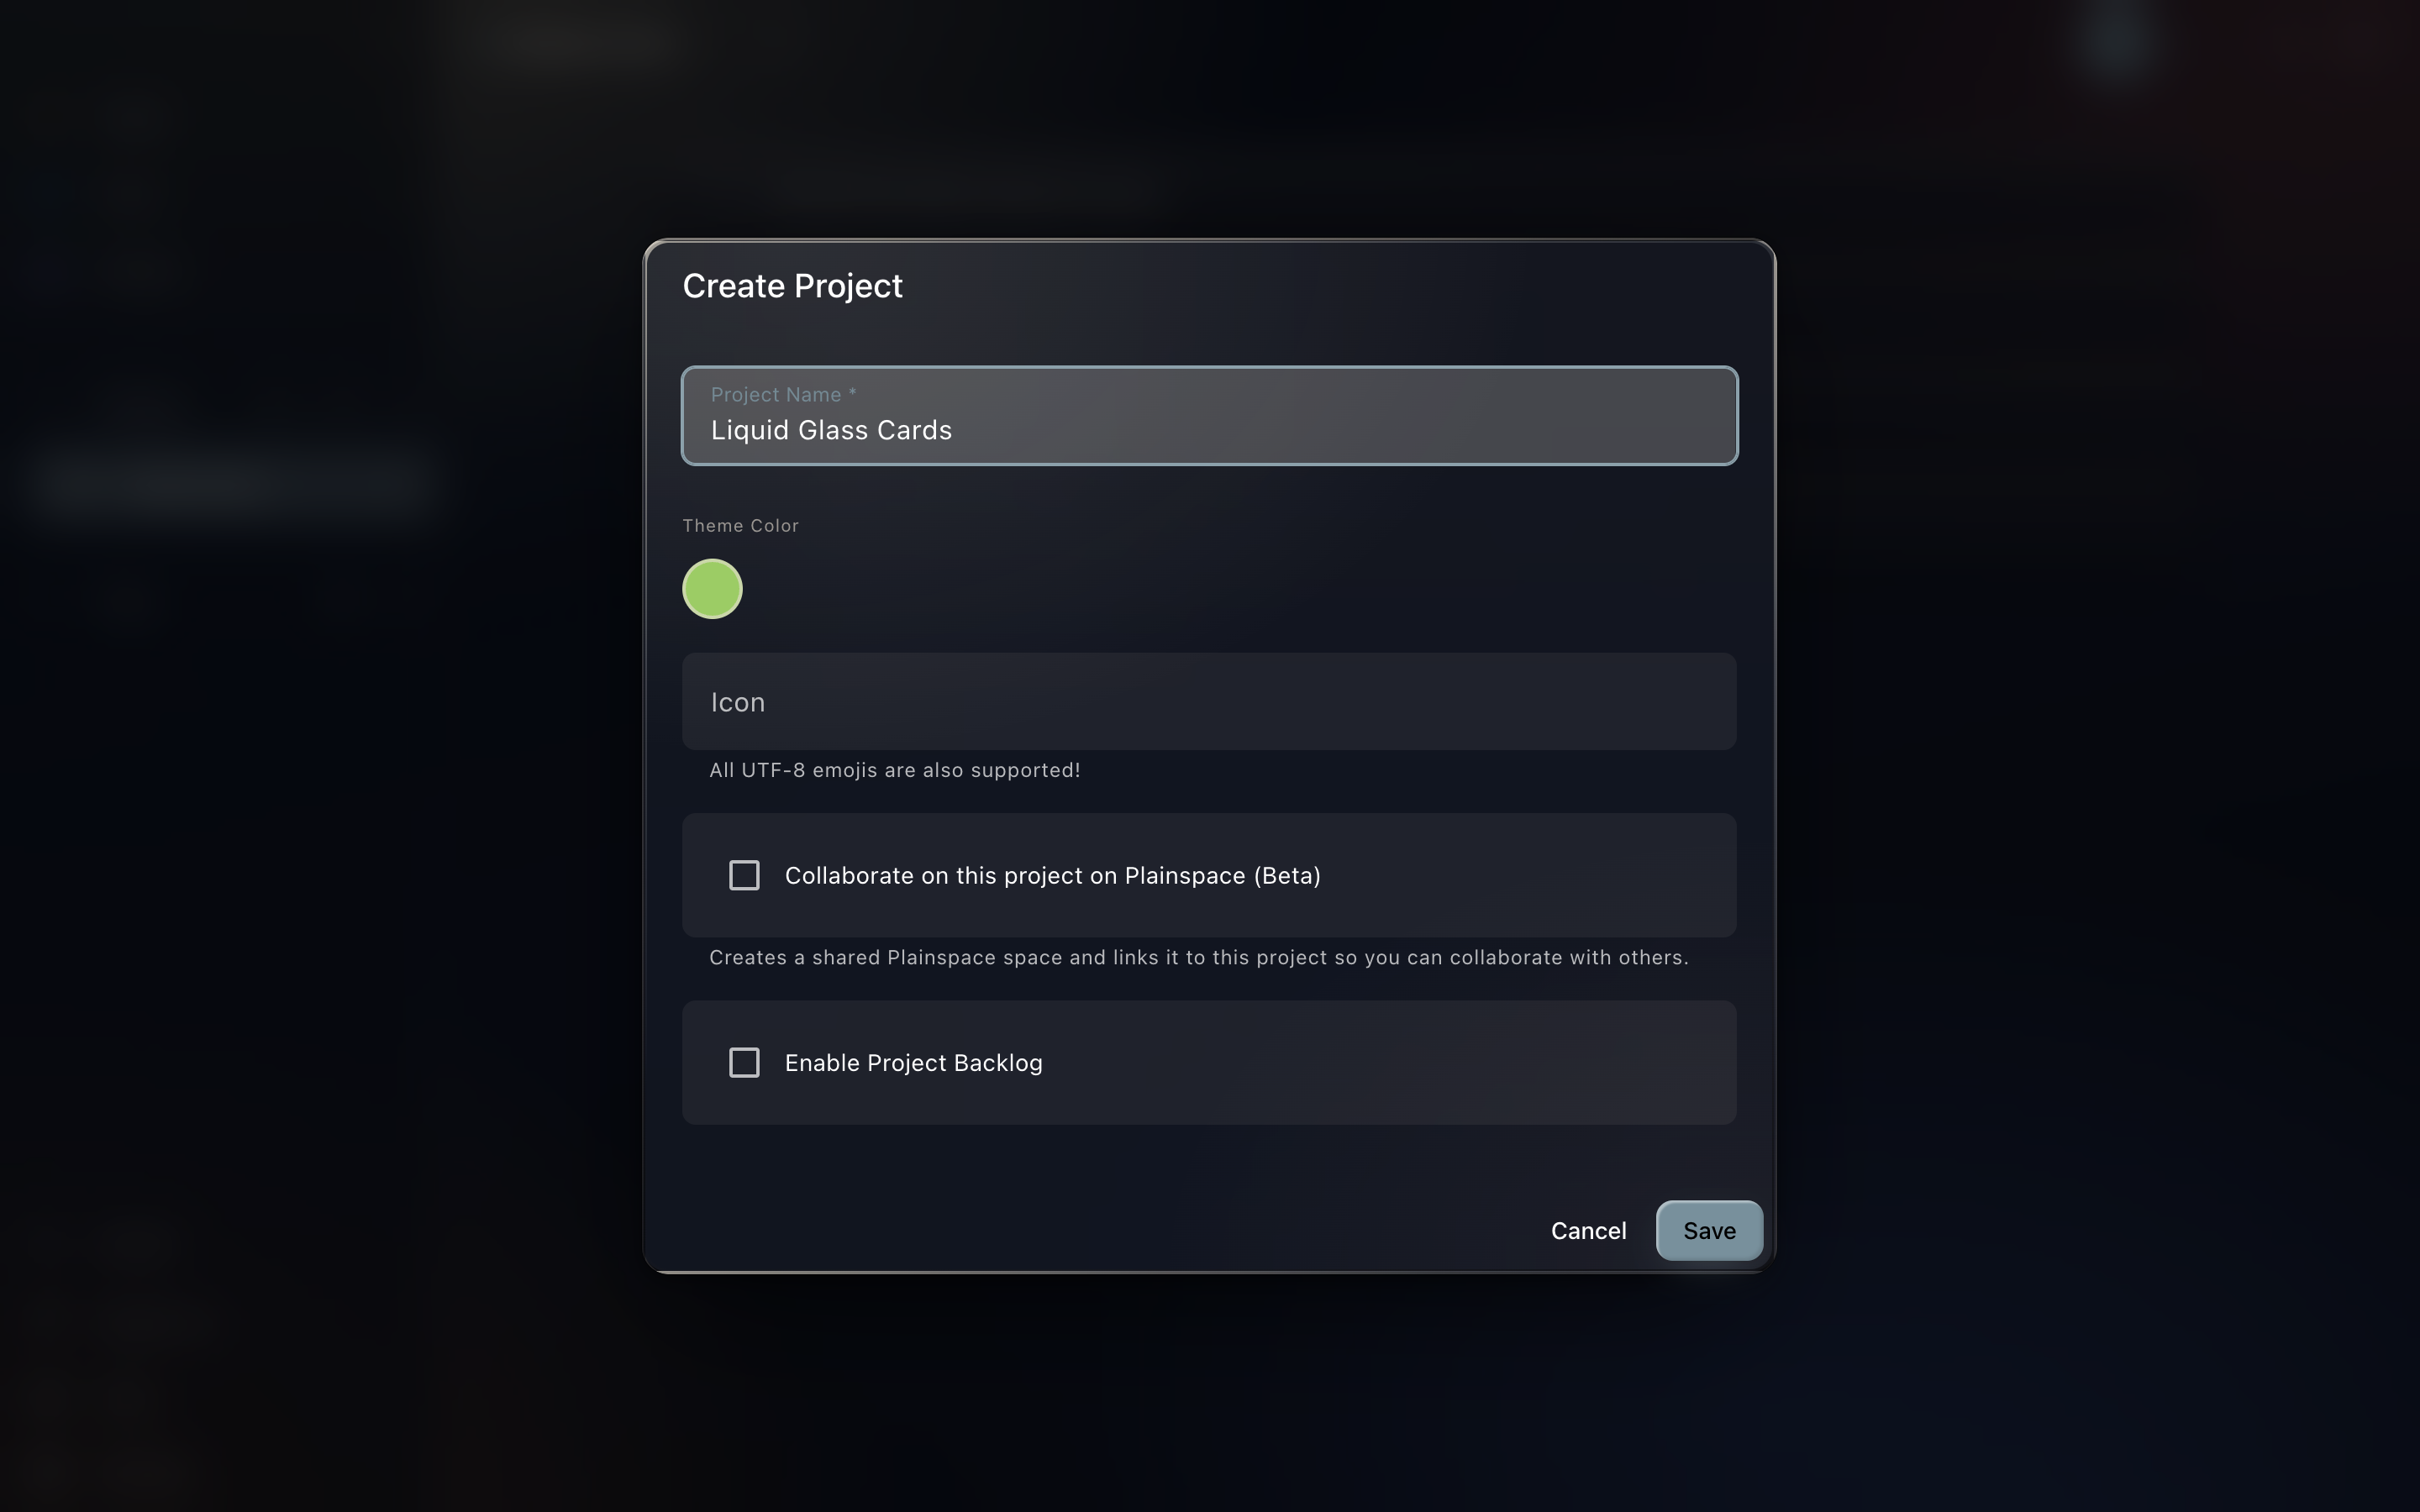 Create Project
Project Name *
Liquid Glass Cards
Theme Color
Icon
All UTF-8 emojis are also supported!
Collaborate on this project on Plainspace (Beta)
Creates a shared Plainspace space and links it to this project so you can collaborate with others.
Enable Project Backlog
Cancel
Save